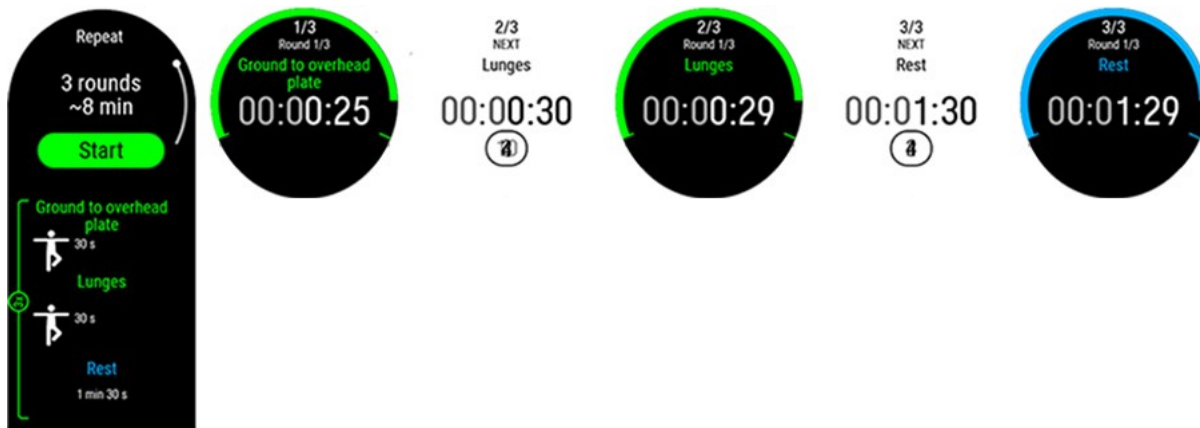 Repeat
3 rounds
~8 min
Start
Ground to overhead
plate
30 s
Lunges
30 s
Rest
1 min 30 s
1/3
Round 1/3
Ground to overhead
plate
00:00:25
2/3
NEXT
Lunges
00:00:30
2/3
Round 1/3
Lunges
00:00:29
3/3
NEXT
Rest
00:01:30
3/3
Round 1/3
Rest
00:01:29